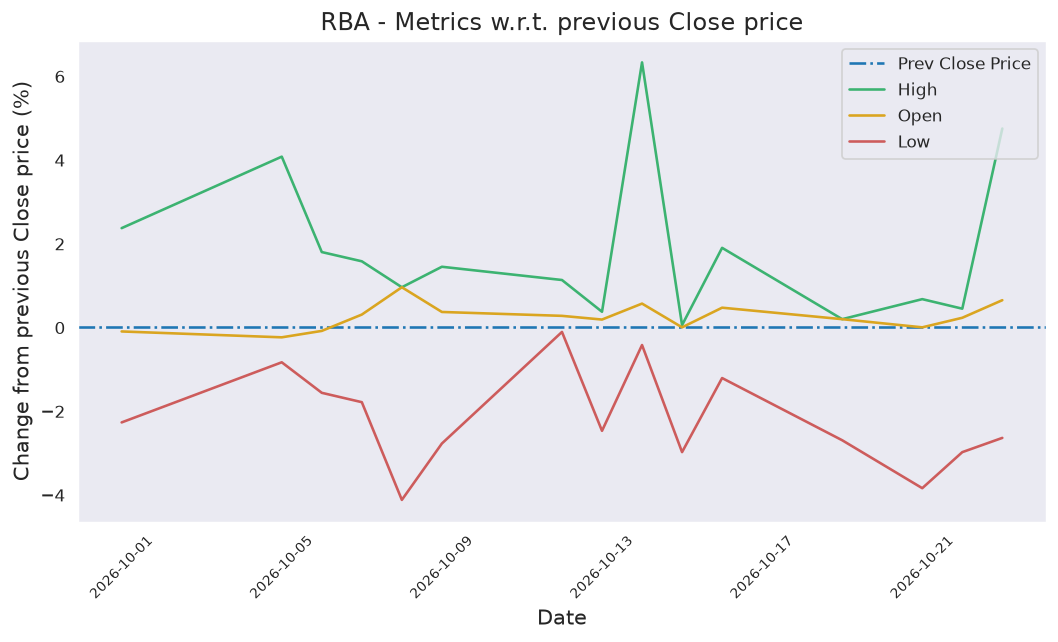 RBA - Metrics w.r.t. previous Close price
Change from previous Close price (%)
6
4
2
0
−2
−4
Prev Close Price
High
Open
Low
2026-10-01
2026-10-05
2026-10-09
2026-10-13
2026-10-17
2026-10-21
Date